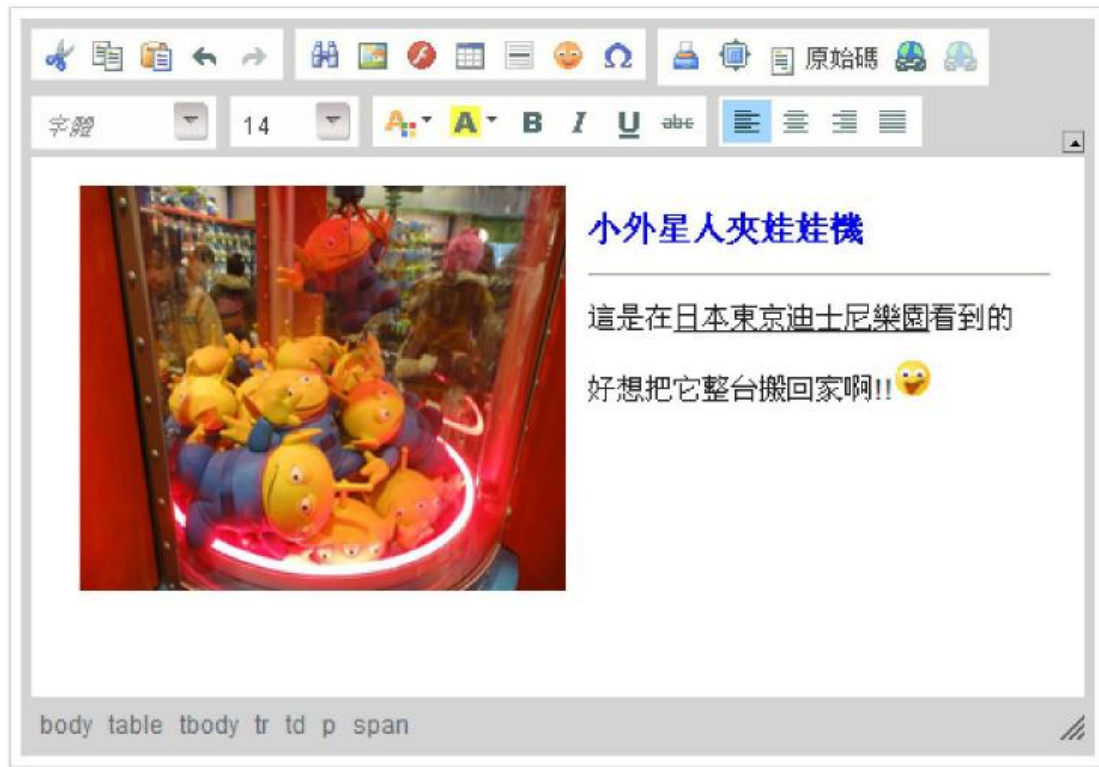 原始碼
字體 14 A A B I U abc
小外星人夾娃娃機
這是在日本東京迪士尼樂園看到的
好想把它整台搬回家啊!!
body table tbody tr td p span